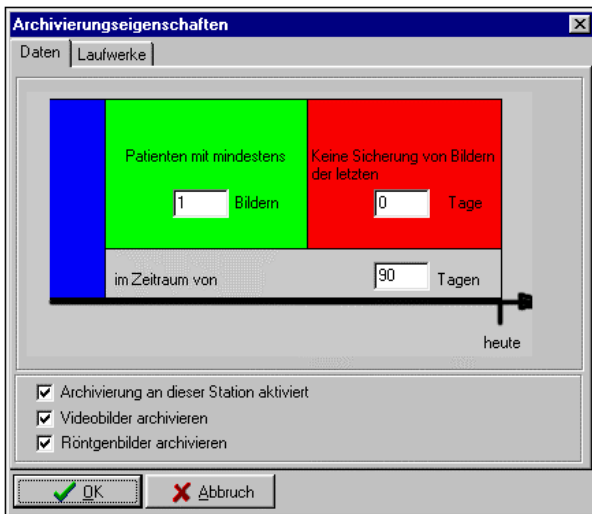 Archivierungseigenschaften
Daten
Laufwerke
Patienten mit mindestens
1 Bildern
Keine Sicherung von Bildern
der letzten
0 Tage
im Zeitraum von 90 Tagen
heute
Archivierung an dieser Station aktiviert
Videobilder archivieren
Röntgenbilder archivieren
OK
Abbruch